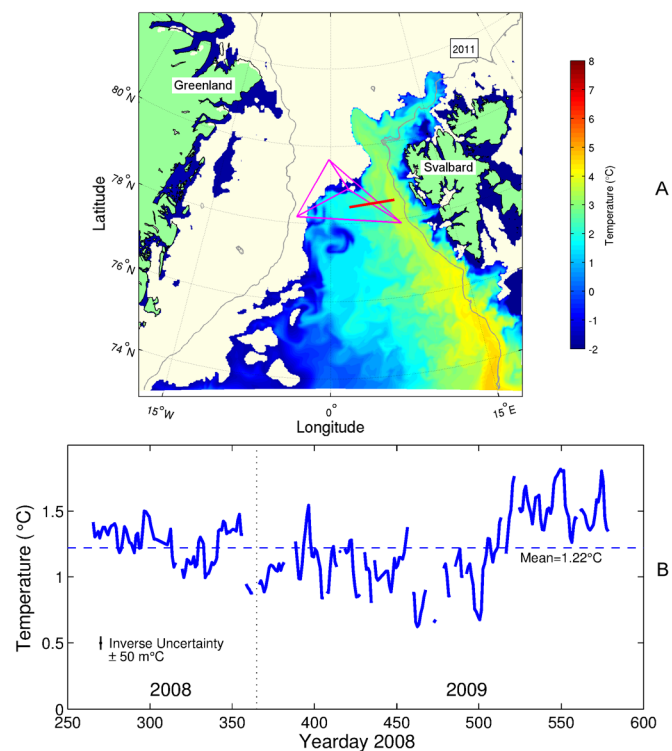 2011
8
Greenland
7
80°N
6
5
Svalbard
4
A
78°N
3
Latitude
Temperature (°C)
2
1
76°N
0
-1
74°N
-2
15°W
0°
15°E
Longitude
B
1.5
Mean=1.22°C
1
Temperature (°C)
0.5
Inverse Uncertainty
± 50 m°C
2008
2009
0
250
300
350
400
450
500
550
600
Yearday 2008